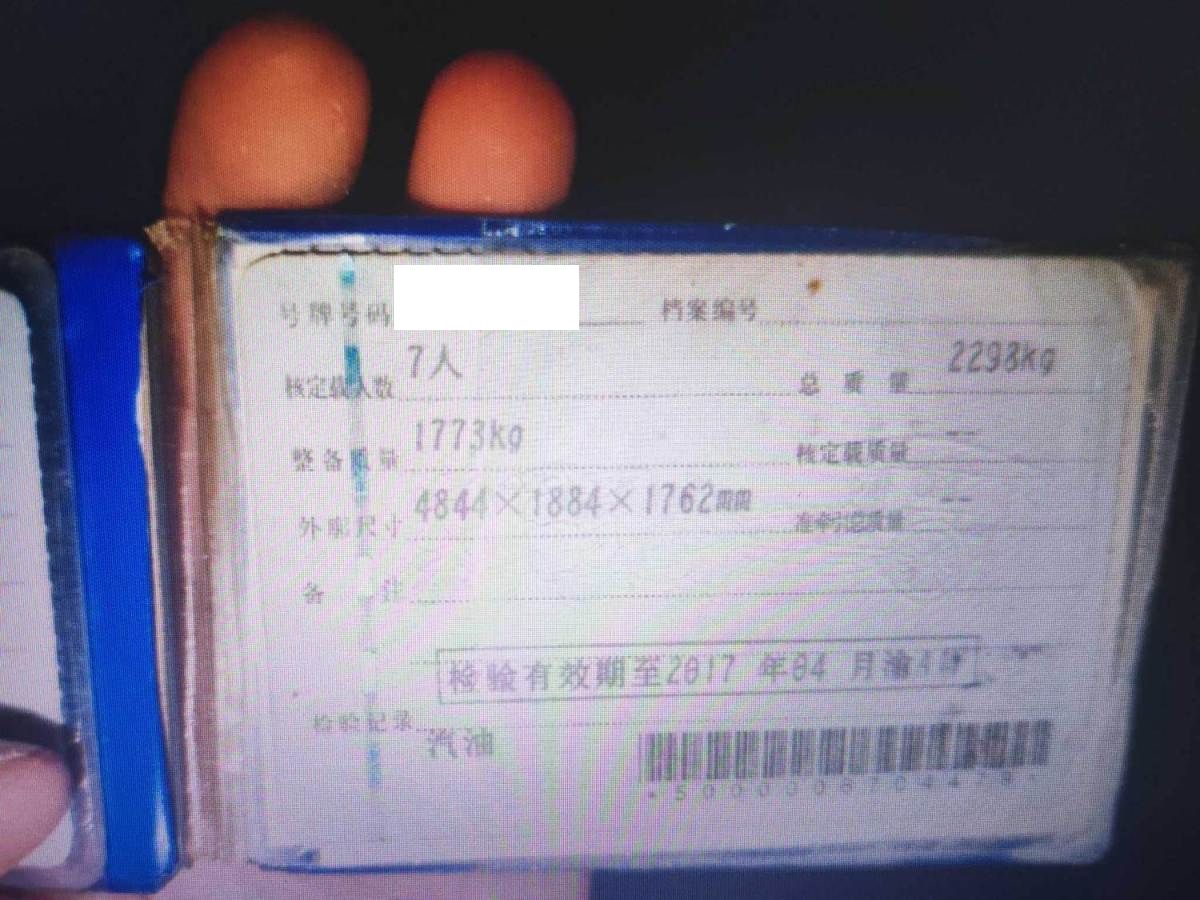 号牌号码 档案编号
核定载人数 7人 总质量 2293kg
整备质量 1773kg 核定载质量 --
外廓尺寸 4844×1884×1762mm 准牵引总质量 --
备注
检验有效期至2017年04月渝
检验记录
汽油